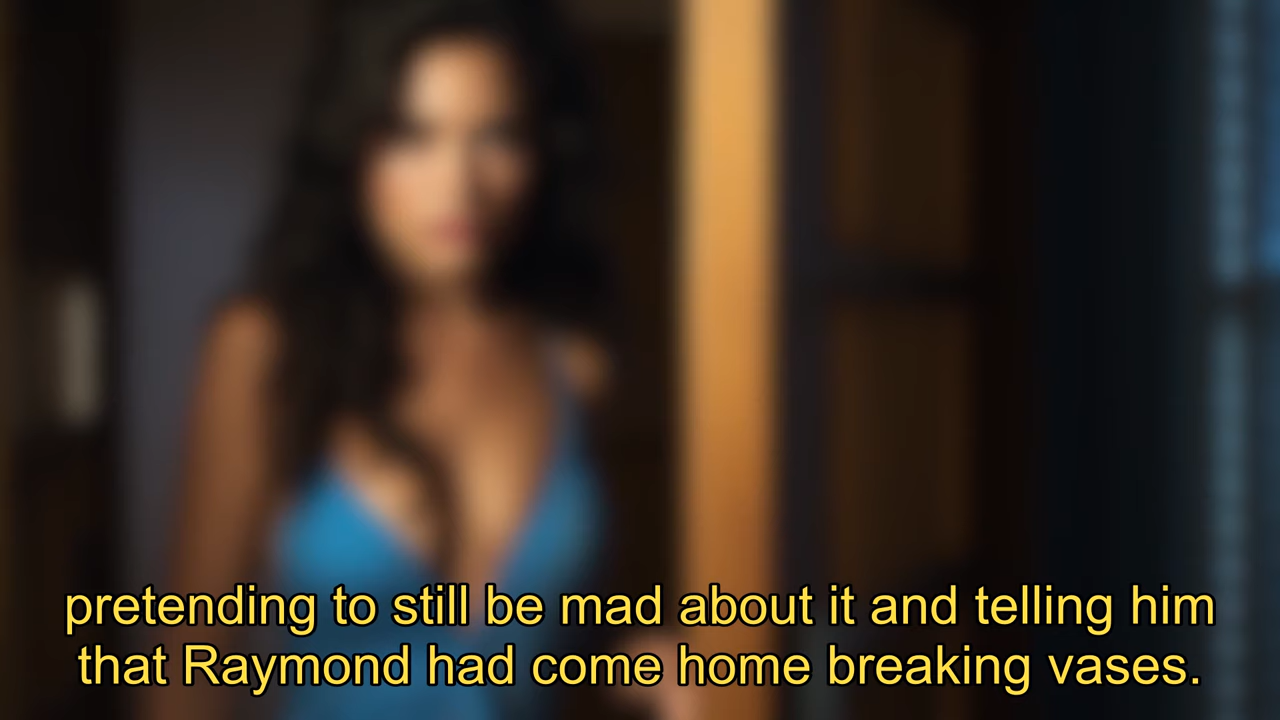 pretending to still be mad about it and telling him
that Raymond had come home breaking vases.